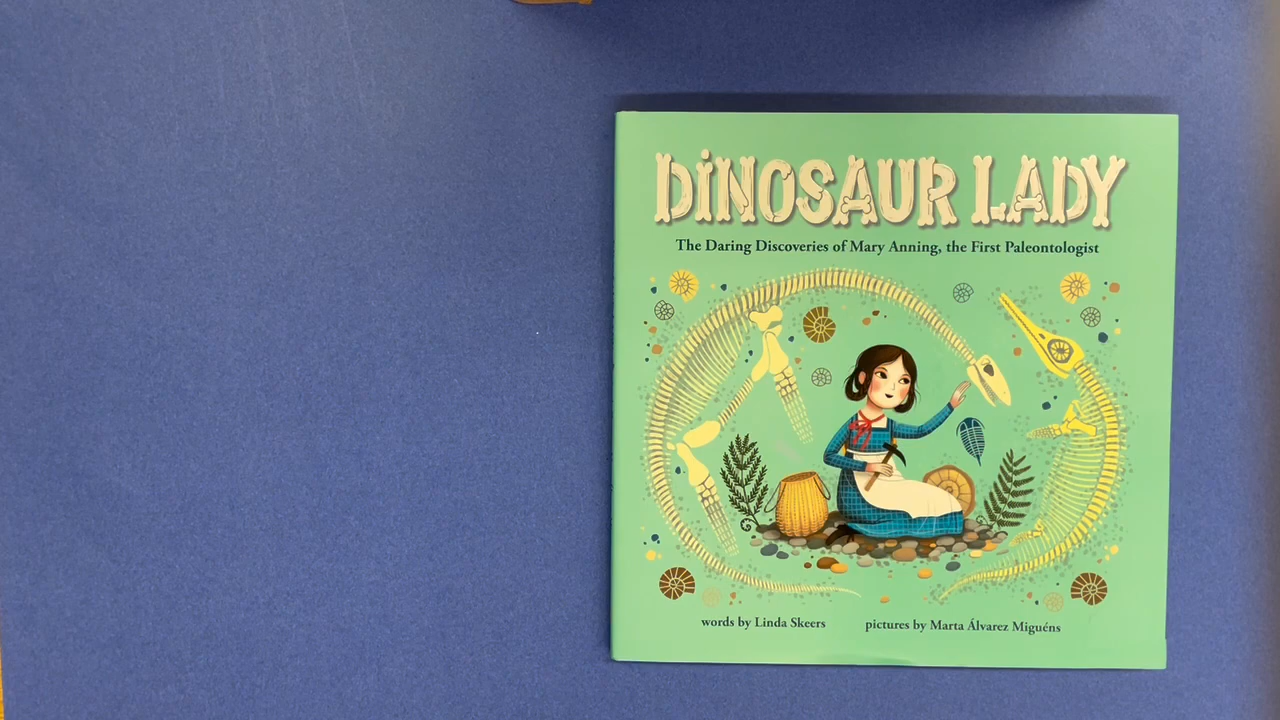 DINOSAUR LADY
The Daring Discoveries of Mary Anning, the First Paleontologist
words by Linda Skeers
pictures by Marta Álvarez Miguéns